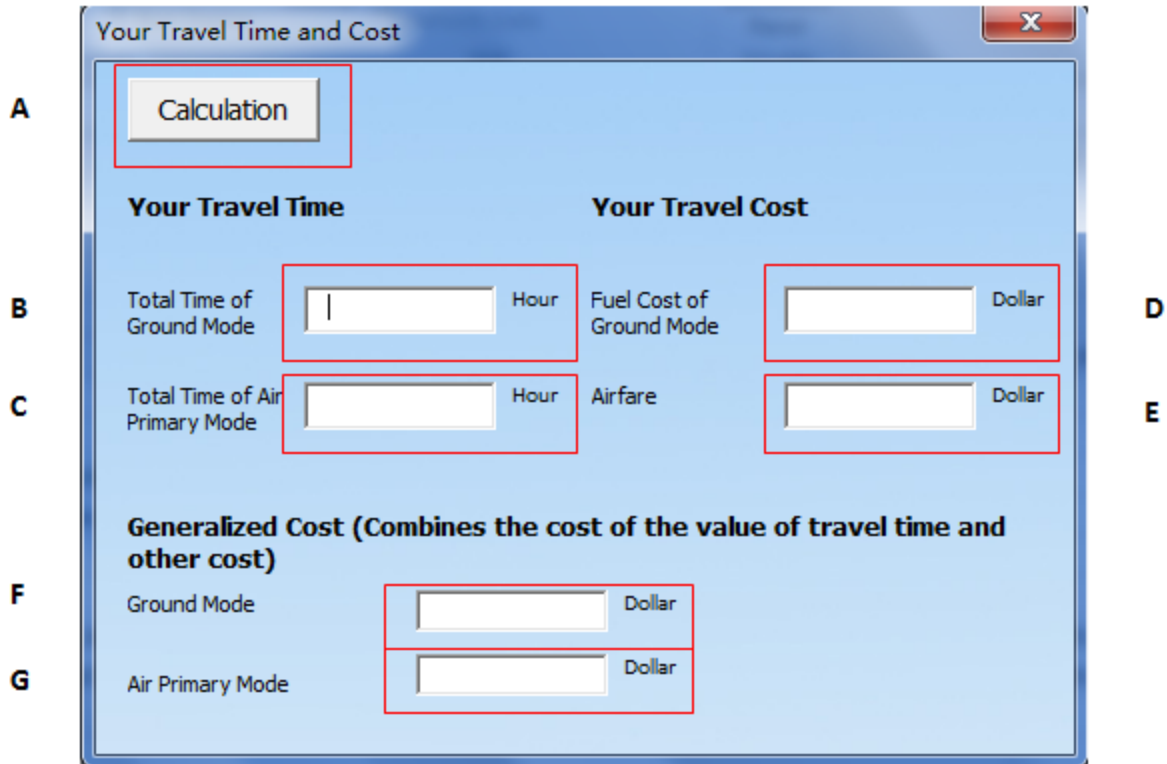 Your Travel Time and Cost
X
A
Calculation
Your Travel Time
Your Travel Cost
B
Total Time of
Ground Mode
Hour
Fuel Cost of
Ground Mode
Dollar
D
C
Total Time of Air
Primary Mode
Hour
Airfare
Dollar
E
Generalized Cost (Combines the cost of the value of travel time and
other cost)
F
Ground Mode
Dollar
G
Air Primary Mode
Dollar